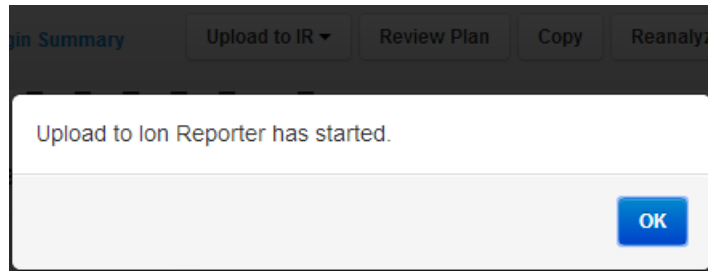 gin Summary Upload to IR Review Plan Copy Reanalyz
Upload to Ion Reporter has started.
OK